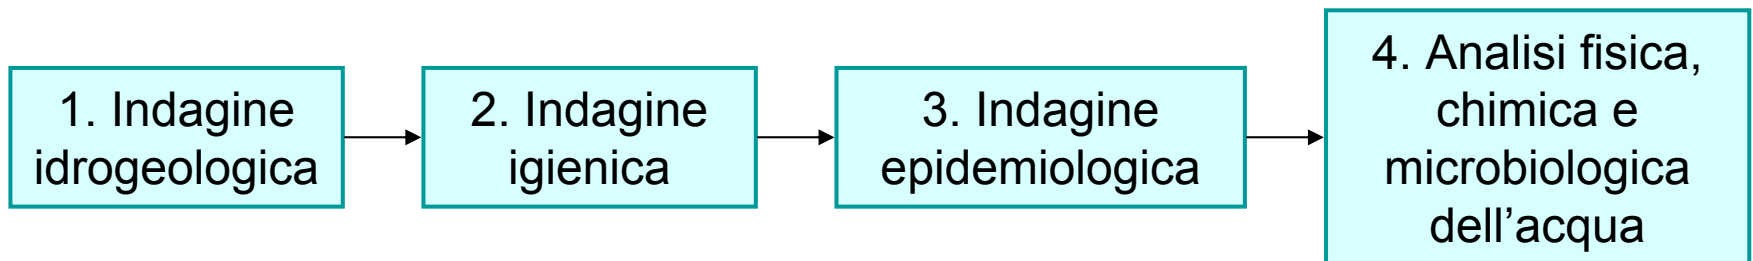 1. Indagine
idrogeologica
2. Indagine
igienica
3. Indagine
epidemiologica
4. Analisi fisica,
chimica e
microbiologica
dell’acqua